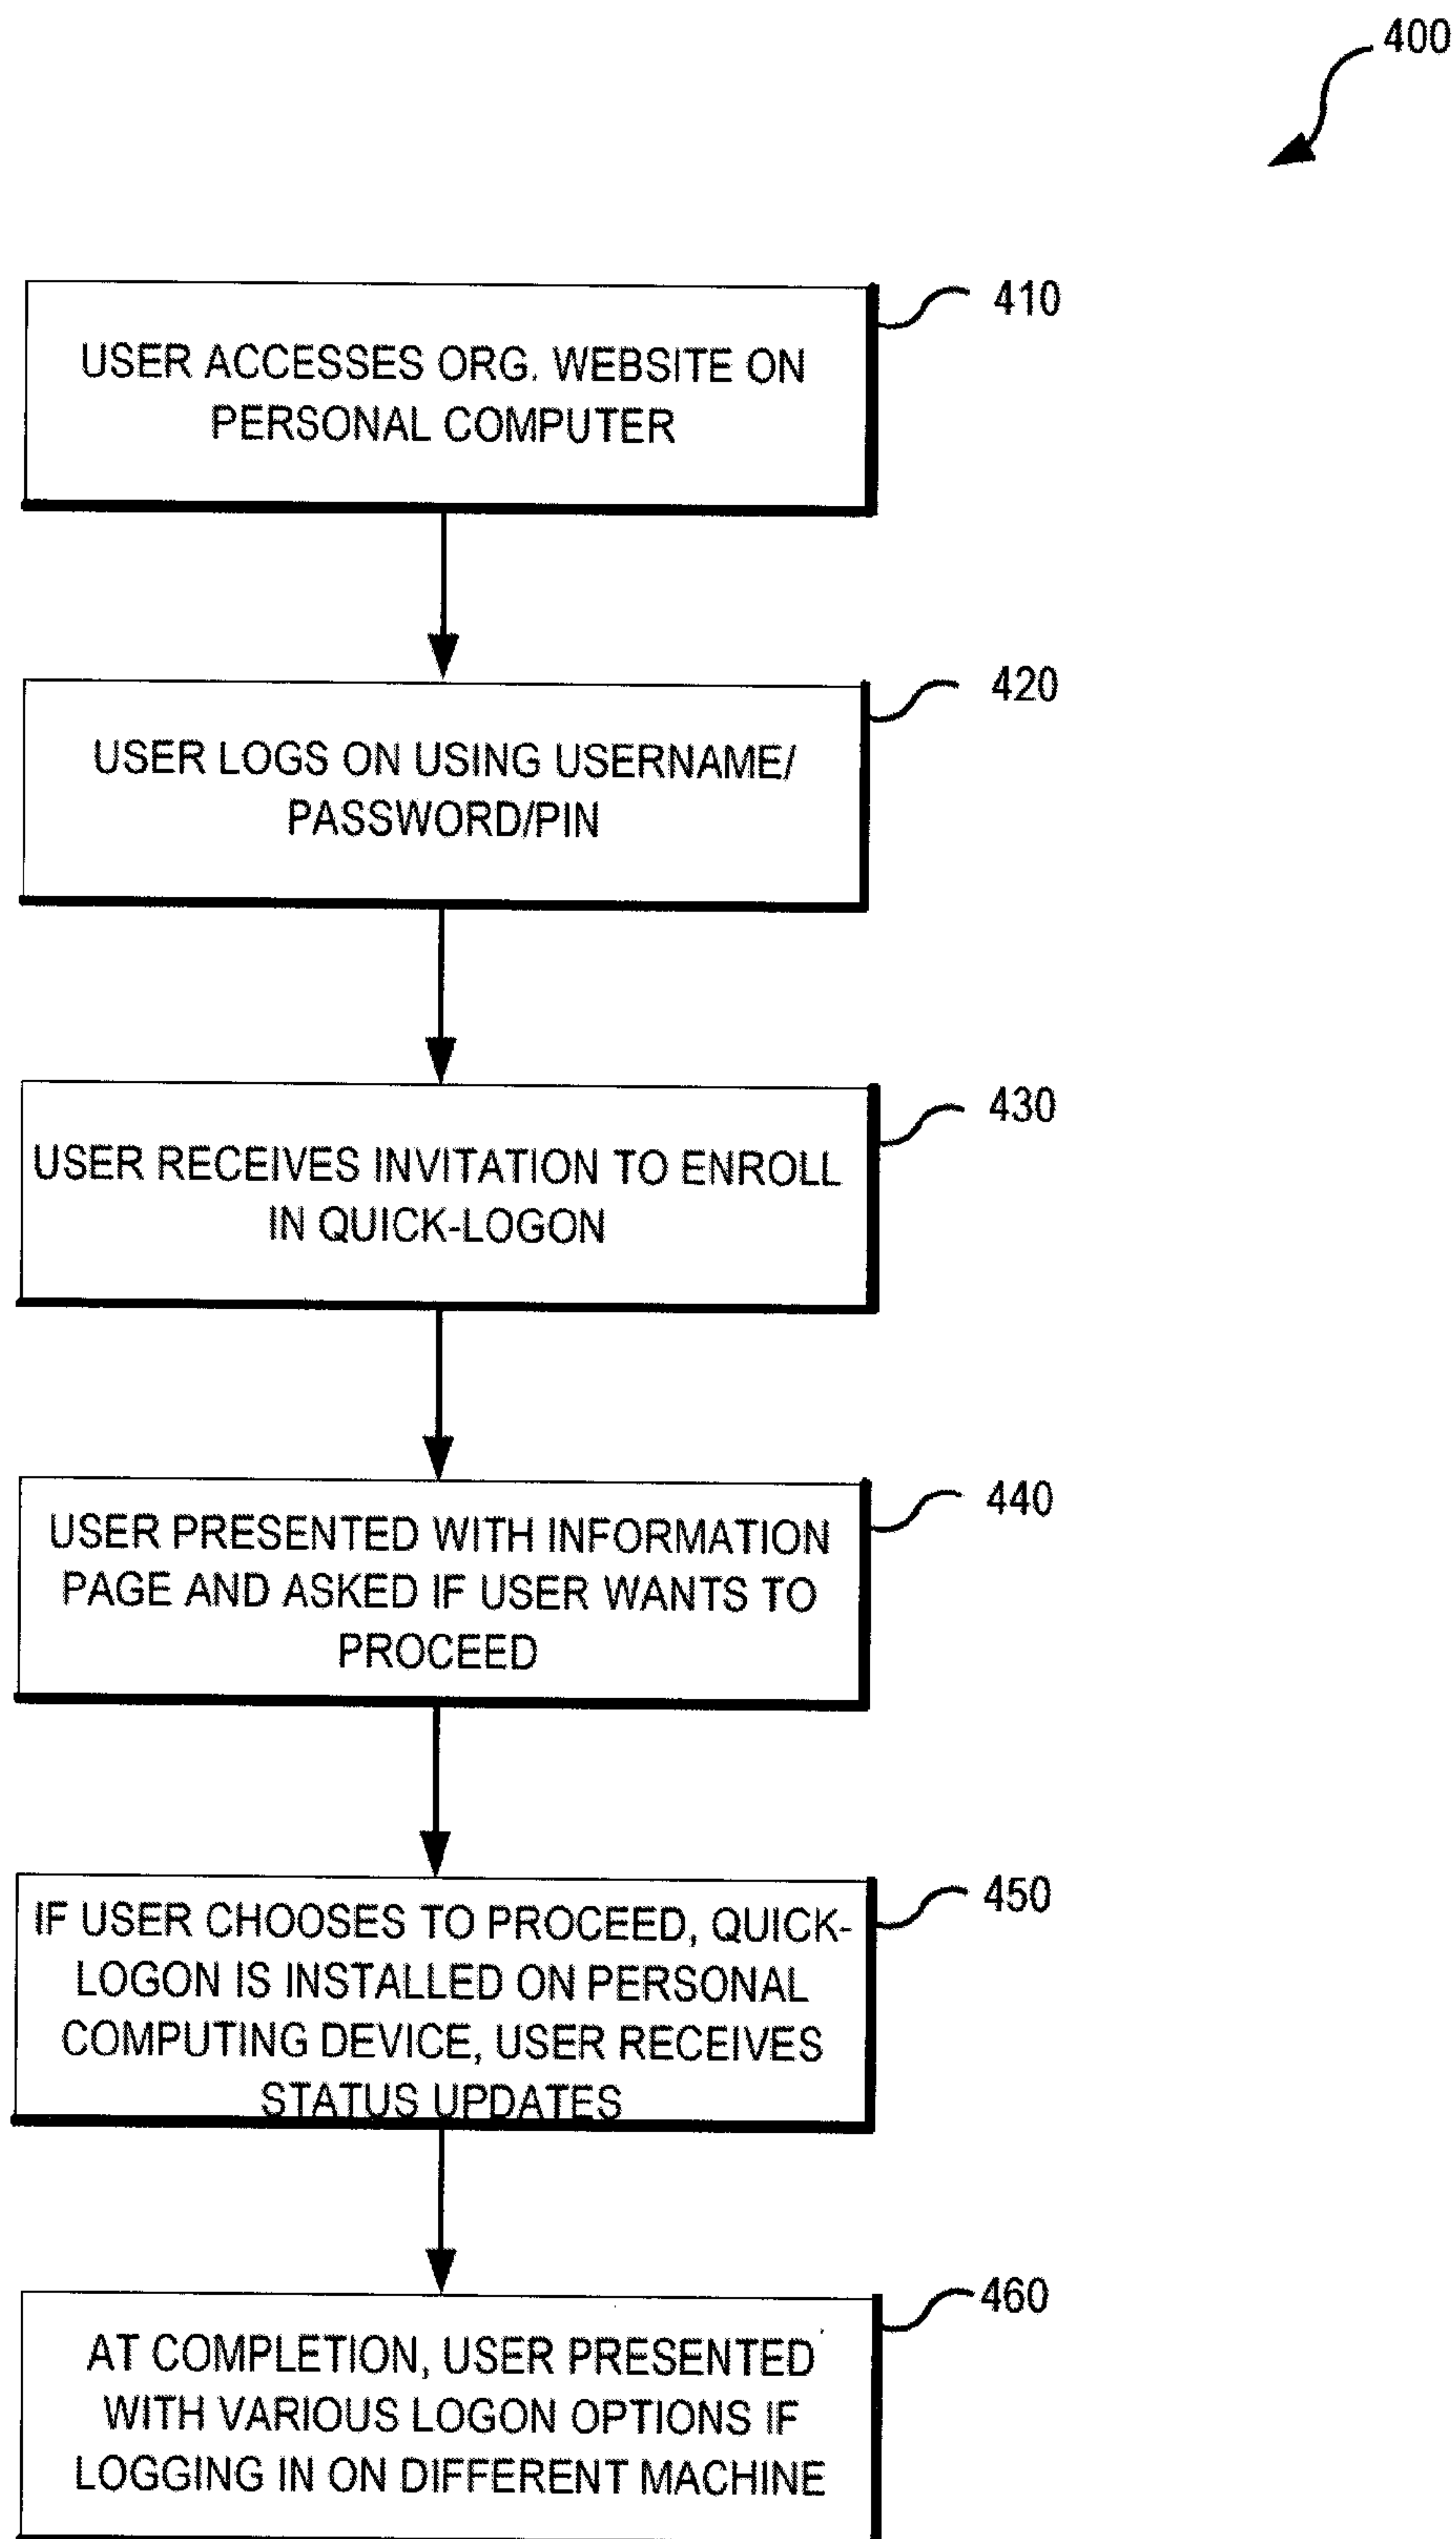 400
410
USER ACCESSES ORG. WEBSITE ON
PERSONAL COMPUTER
420
USER LOGS ON USING USERNAME/
PASSWORD/PIN
430
USER RECEIVES INVITATION TO ENROLL
IN QUICK-LOGON
440
USER PRESENTED WITH INFORMATION
PAGE AND ASKED IF USER WANTS TO
PROCEED
450
IF USER CHOOSES TO PROCEED, QUICK-
LOGON IS INSTALLED ON PERSONAL
COMPUTING DEVICE, USER RECEIVES
STATUS UPDATES
460
AT COMPLETION, USER PRESENTED
WITH VARIOUS LOGON OPTIONS IF
LOGGING IN ON DIFFERENT MACHINE